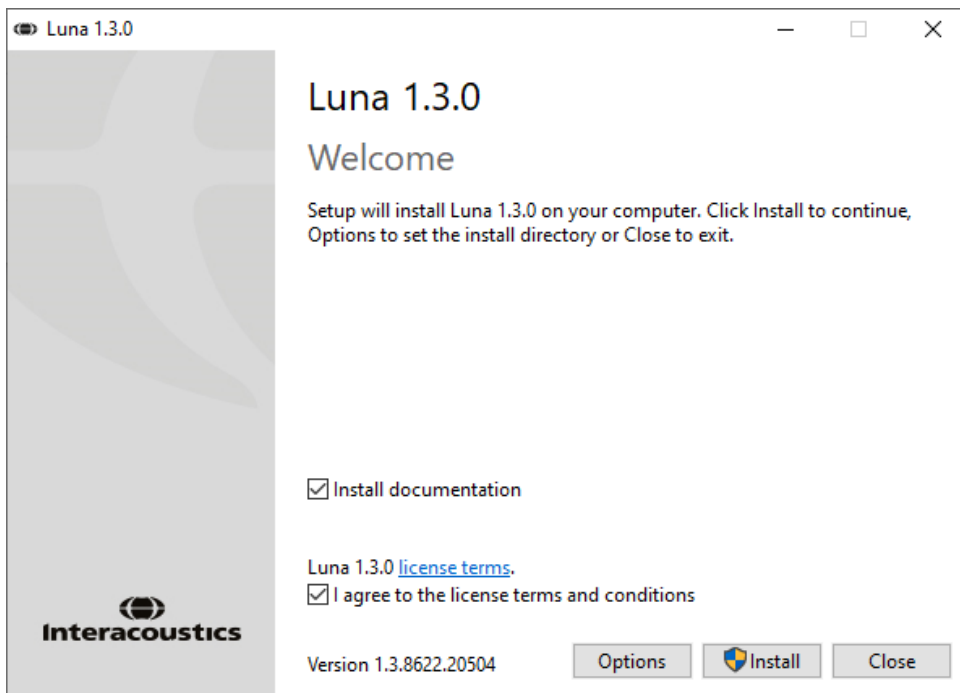 Luna 1.3.0
Luna 1.3.0
Welcome
Setup will install Luna 1.3.0 on your computer. Click Install to continue,
Options to set the install directory or Close to exit.
Install documentation
Luna 1.3.0 license terms.
I agree to the license terms and conditions
Interacoustics
Version 1.3.8622.20504
Options
Install
Close